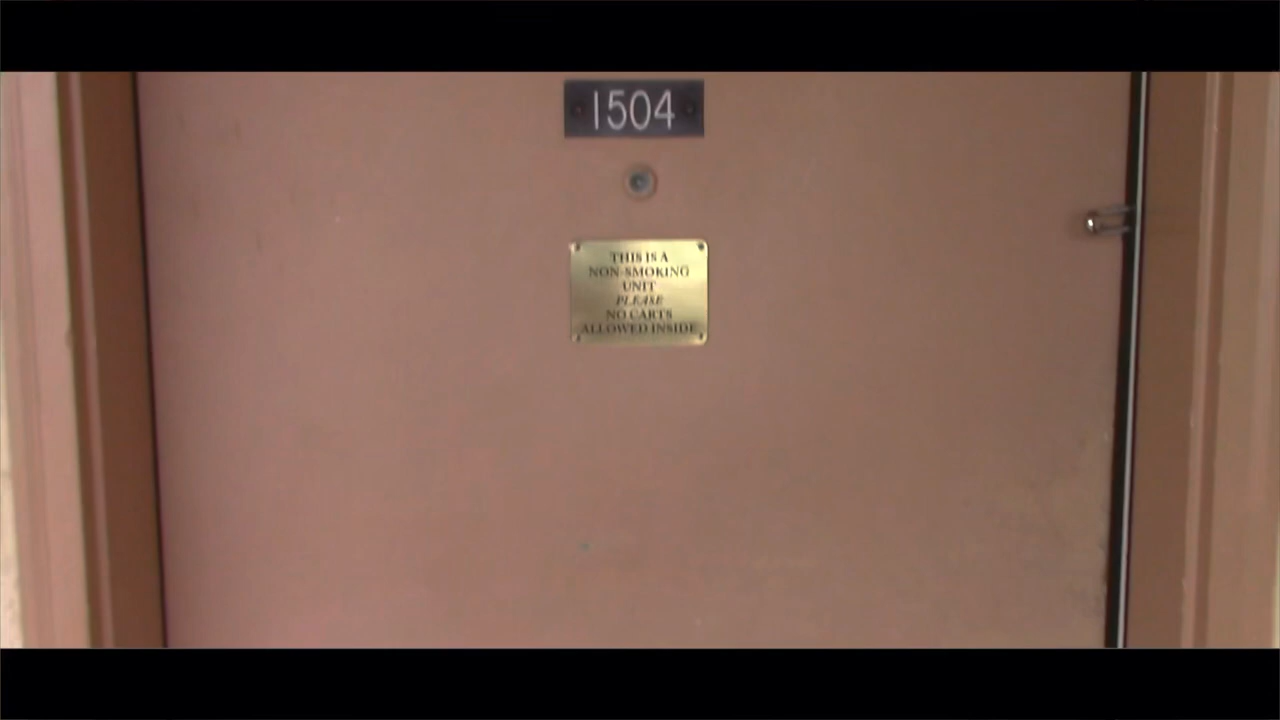 1504
THIS IS A
NON-SMOKING
UNIT
PLEASE
NO CARTS
ALLOWED INSIDE